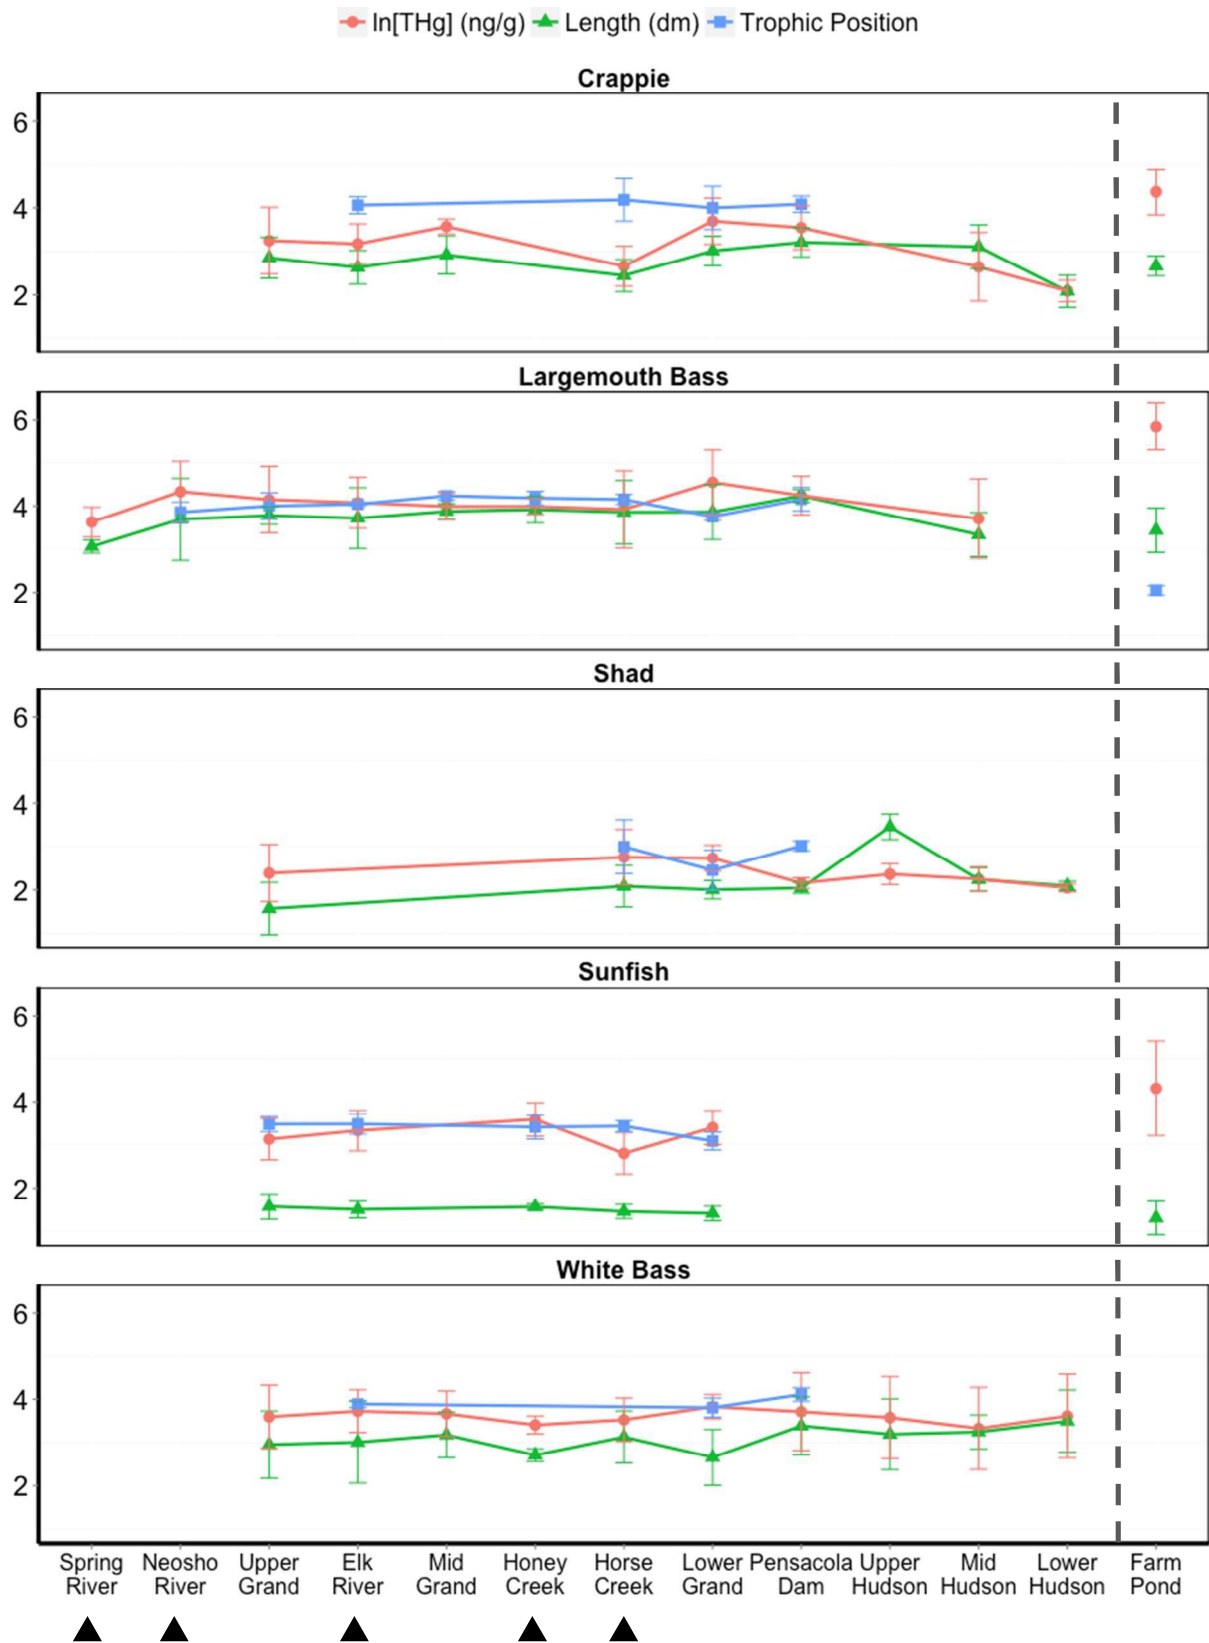 ln[THg] (ng/g) Length (dm) Trophic Position
Crappie
6
4
2
Largemouth Bass
6
4
2
Shad
6
4
2
Sunfish
6
4
2
White Bass
6
4
2
Spring Neosho Upper Elk Mid Honey Horse Lower Pensacola Upper Mid Lower Farm
River River Grand River Grand Creek Creek Grand Dam Hudson Hudson Hudson Pond